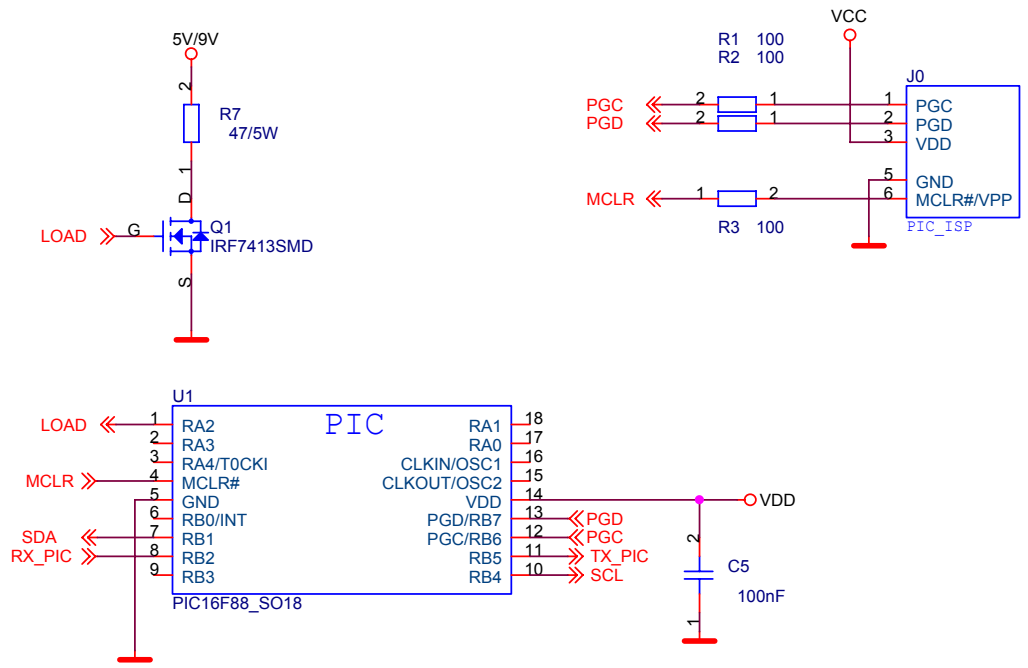 5V/9V
2
R7
47/5W
1
D
G
LOAD
Q1
IRF7413SMD
S
VCC
R1 100
R2 100
J0
PGC 2 1 1 PGC
PGD 2 1 2 PGD
3 VDD
5 GND
MCLR 1 2 6 MCLR#/VPP
R3 100
PIC_ISP
U1
PIC
LOAD 1 RA2 RA1 18
2 RA3 RA0 17
3 RA4/T0CKI CLKIN/OSC1 16
MCLR 4 MCLR# CLKOUT/OSC2 15
5 GND VDD 14 VDD
6 RB0/INT PGD/RB7 13 PGD
SDA 7 RB1 PGC/RB6 12 PGC
RX_PIC 8 RB2 RB5 11 TX_PIC
9 RB3 RB4 10 SCL
PIC16F88_SO18
2
C5
100nF
1